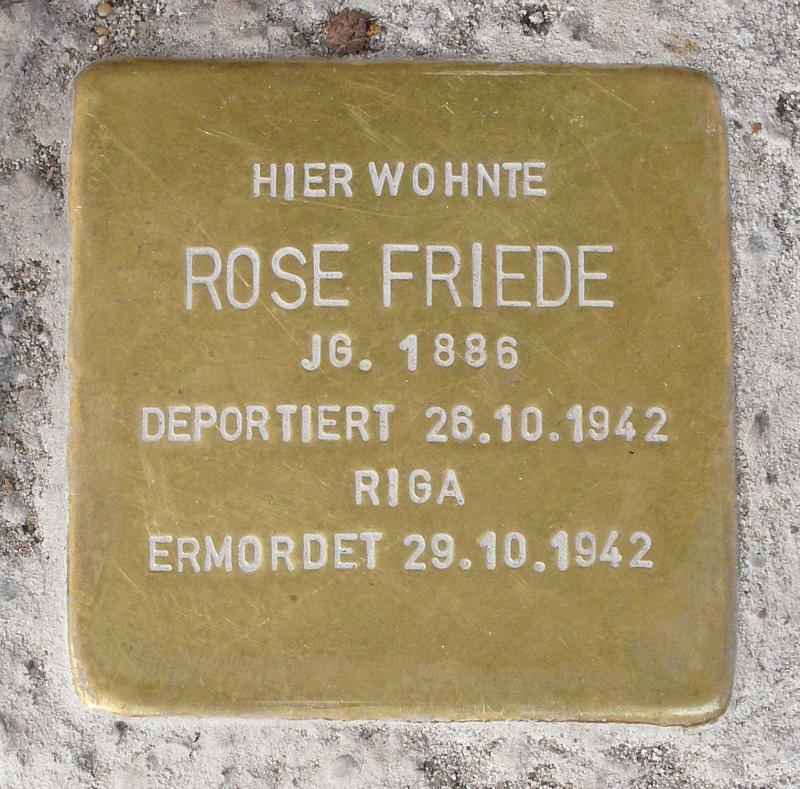 HIER WOHNTE
ROSE FRIEDE
JG. 1886
DEPORTIERT 26.10.1942
RIGA
ERMORDET 29.10.1942